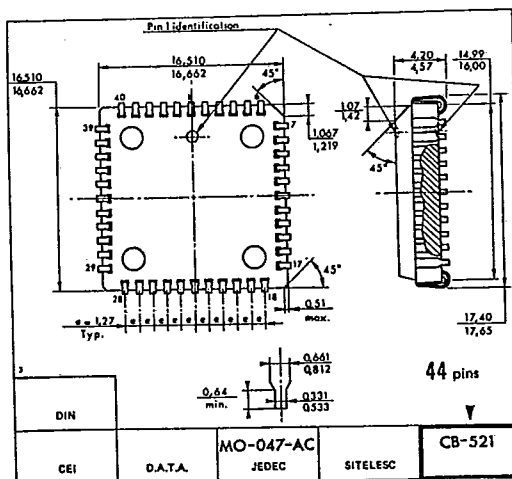 Pin 1 identification
16,510
16,662
4,20
4,57
14,99
16,00
16,510
16,662
45°
40
1
6
1,07
1,42
39
7
1.067
1,219
45°
29
17
45°
28
18
e = 1,27
Typ.
e e e e e e e e e
0,51
max.
17,40
17,65
0,661
0,812
0,64
min.
0,331
0,533
44 pins
3
DIN
CEI
D.A.T.A.
MO-047-AC
JEDEC
SITELESC
CB-521